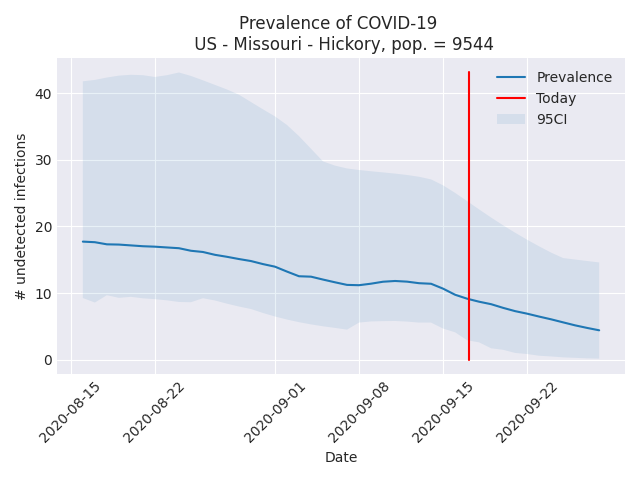 Prevalence of COVID-19
US - Missouri - Hickory, pop. = 9544
Prevalence
Today
95CI
# undetected infections
40
30
20
10
0
2020-08-15
2020-08-22
2020-09-01
2020-09-08
2020-09-15
2020-09-22
Date